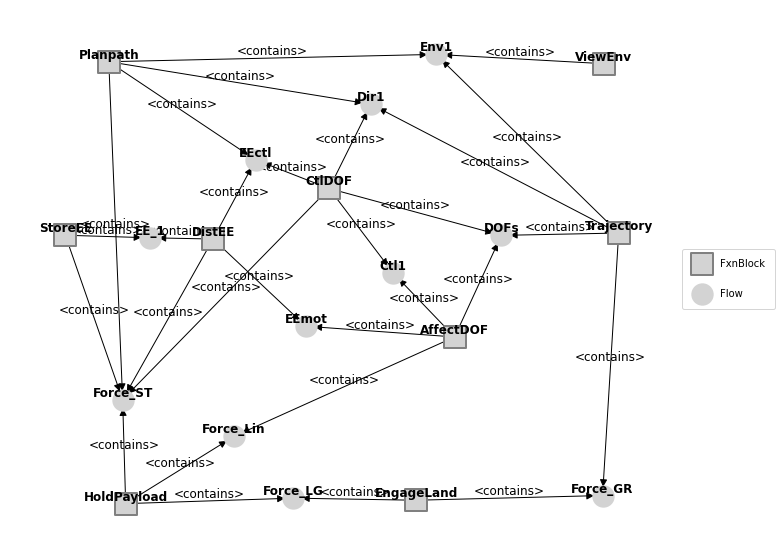 Env1
<contains>
<contains>
Planpath
ViewEnv
<contains>
Dir1
<contains>
<contains>
<contains>
EEctl
<contains>
<contains>
CtlDOF
<contains>
<contains>
<contains>
<contains>
StoreEE
<contains>
EE_1
<contains>
DistEE
DOFs
<contains>
Trajectory
Ctl1
FxnBlock
<contains>
<contains>
<contains>
<contains>
Flow
<contains>
<contains>
EEmot
<contains>
AffectDOF
<contains>
<contains>
Force_ST
Force_Lin
<contains>
<contains>
HoldPayload
<contains>
Force_LG
<contains>
EngageLand
<contains>
Force_GR